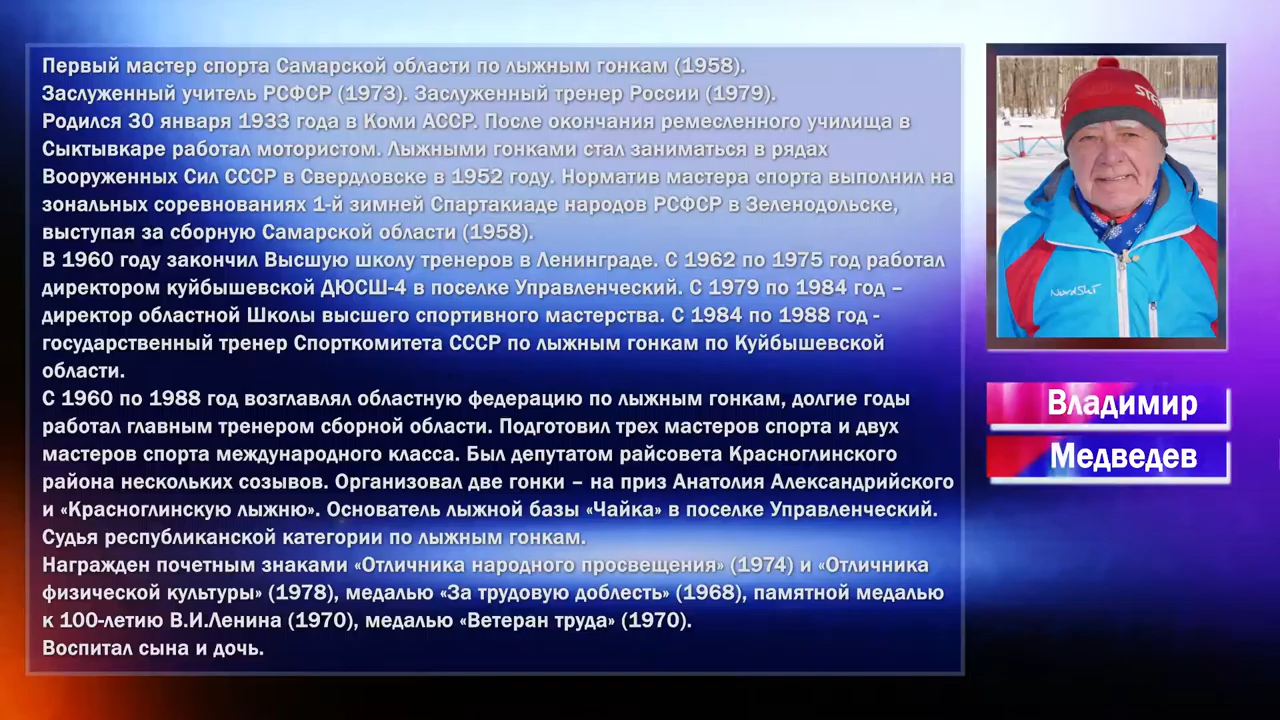 Первый мастер спорта Самарской области по лыжным гонкам (1958).
Заслуженный учитель РСФСР (1973). Заслуженный тренер России (1979).
Родился 30 января 1933 года в Коми АССР. После окончания ремесленного училища в
Сыктывкаре работал мотористом. Лыжными гонками стал заниматься в рядах
Вооруженных Сил СССР в Свердловске в 1952 году. Норматив мастера спорта выполнил на
зональных соревнованиях 1-й зимней Спартакиаде народов РСФСР в Зеленодольске,
выступая за сборную Самарской области (1958).
В 1960 году закончил Высшую школу тренеров в Ленинграде. С 1962 по 1975 год работал
директором куйбышевской ДЮСШ-4 в поселке Управленческий. С 1979 по 1984 год –
директор областной Школы высшего спортивного мастерства. С 1984 по 1988 год -
государственный тренер Спорткомитета СССР по лыжным гонкам по Куйбышевской
области.
С 1960 по 1988 год возглавлял областную федерацию по лыжным гонкам, долгие годы
работал главным тренером сборной области. Подготовил трех мастеров спорта и двух
мастеров спорта международного класса. Был депутатом райсовета Красноглинского
района нескольких созывов. Организовал две гонки – на приз Анатолия Александрийского
и «Красноглинскую лыжню». Основатель лыжной базы «Чайка» в поселке Управленческий.
Судья республиканской категории по лыжным гонкам.
Награжден почетным знаками «Отличника народного просвещения» (1974) и «Отличника
физической культуры» (1978), медалью «За трудовую доблесть» (1968), памятной медалью
к 100-летию В.И.Ленина (1970), медалью «Ветеран труда» (1970).
Воспитал сына и дочь.
NordSkT
Владимир
Медведев